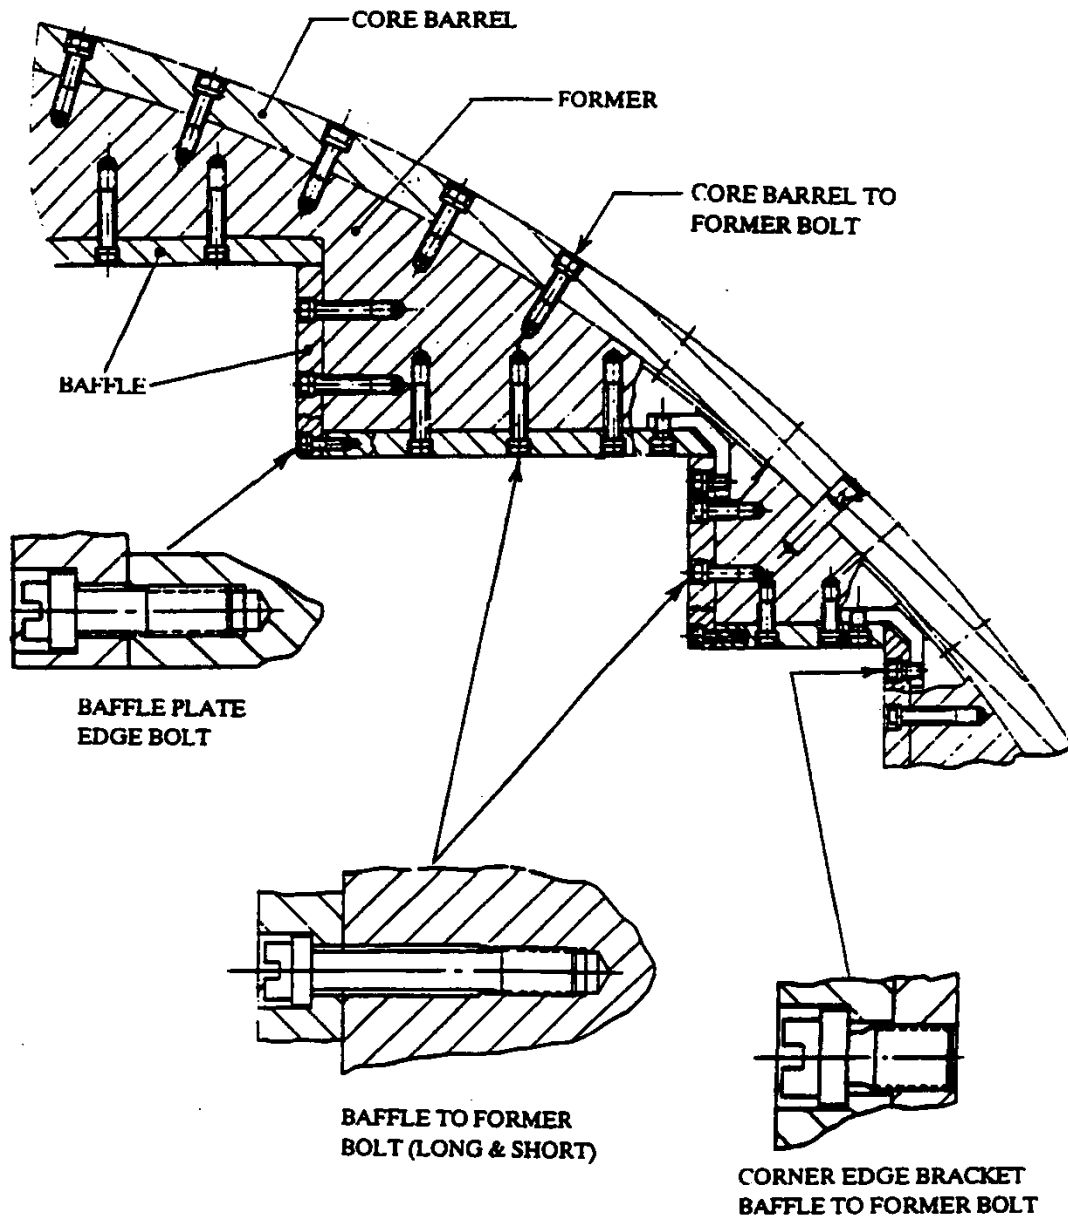 CORE BARREL
FORMER
CORE BARREL TO
FORMER BOLT
BAFFLE
BAFFLE PLATE
EDGE BOLT
BAFFLE TO FORMER
BOLT (LONG & SHORT)
CORNER EDGE BRACKET
BAFFLE TO FORMER BOLT